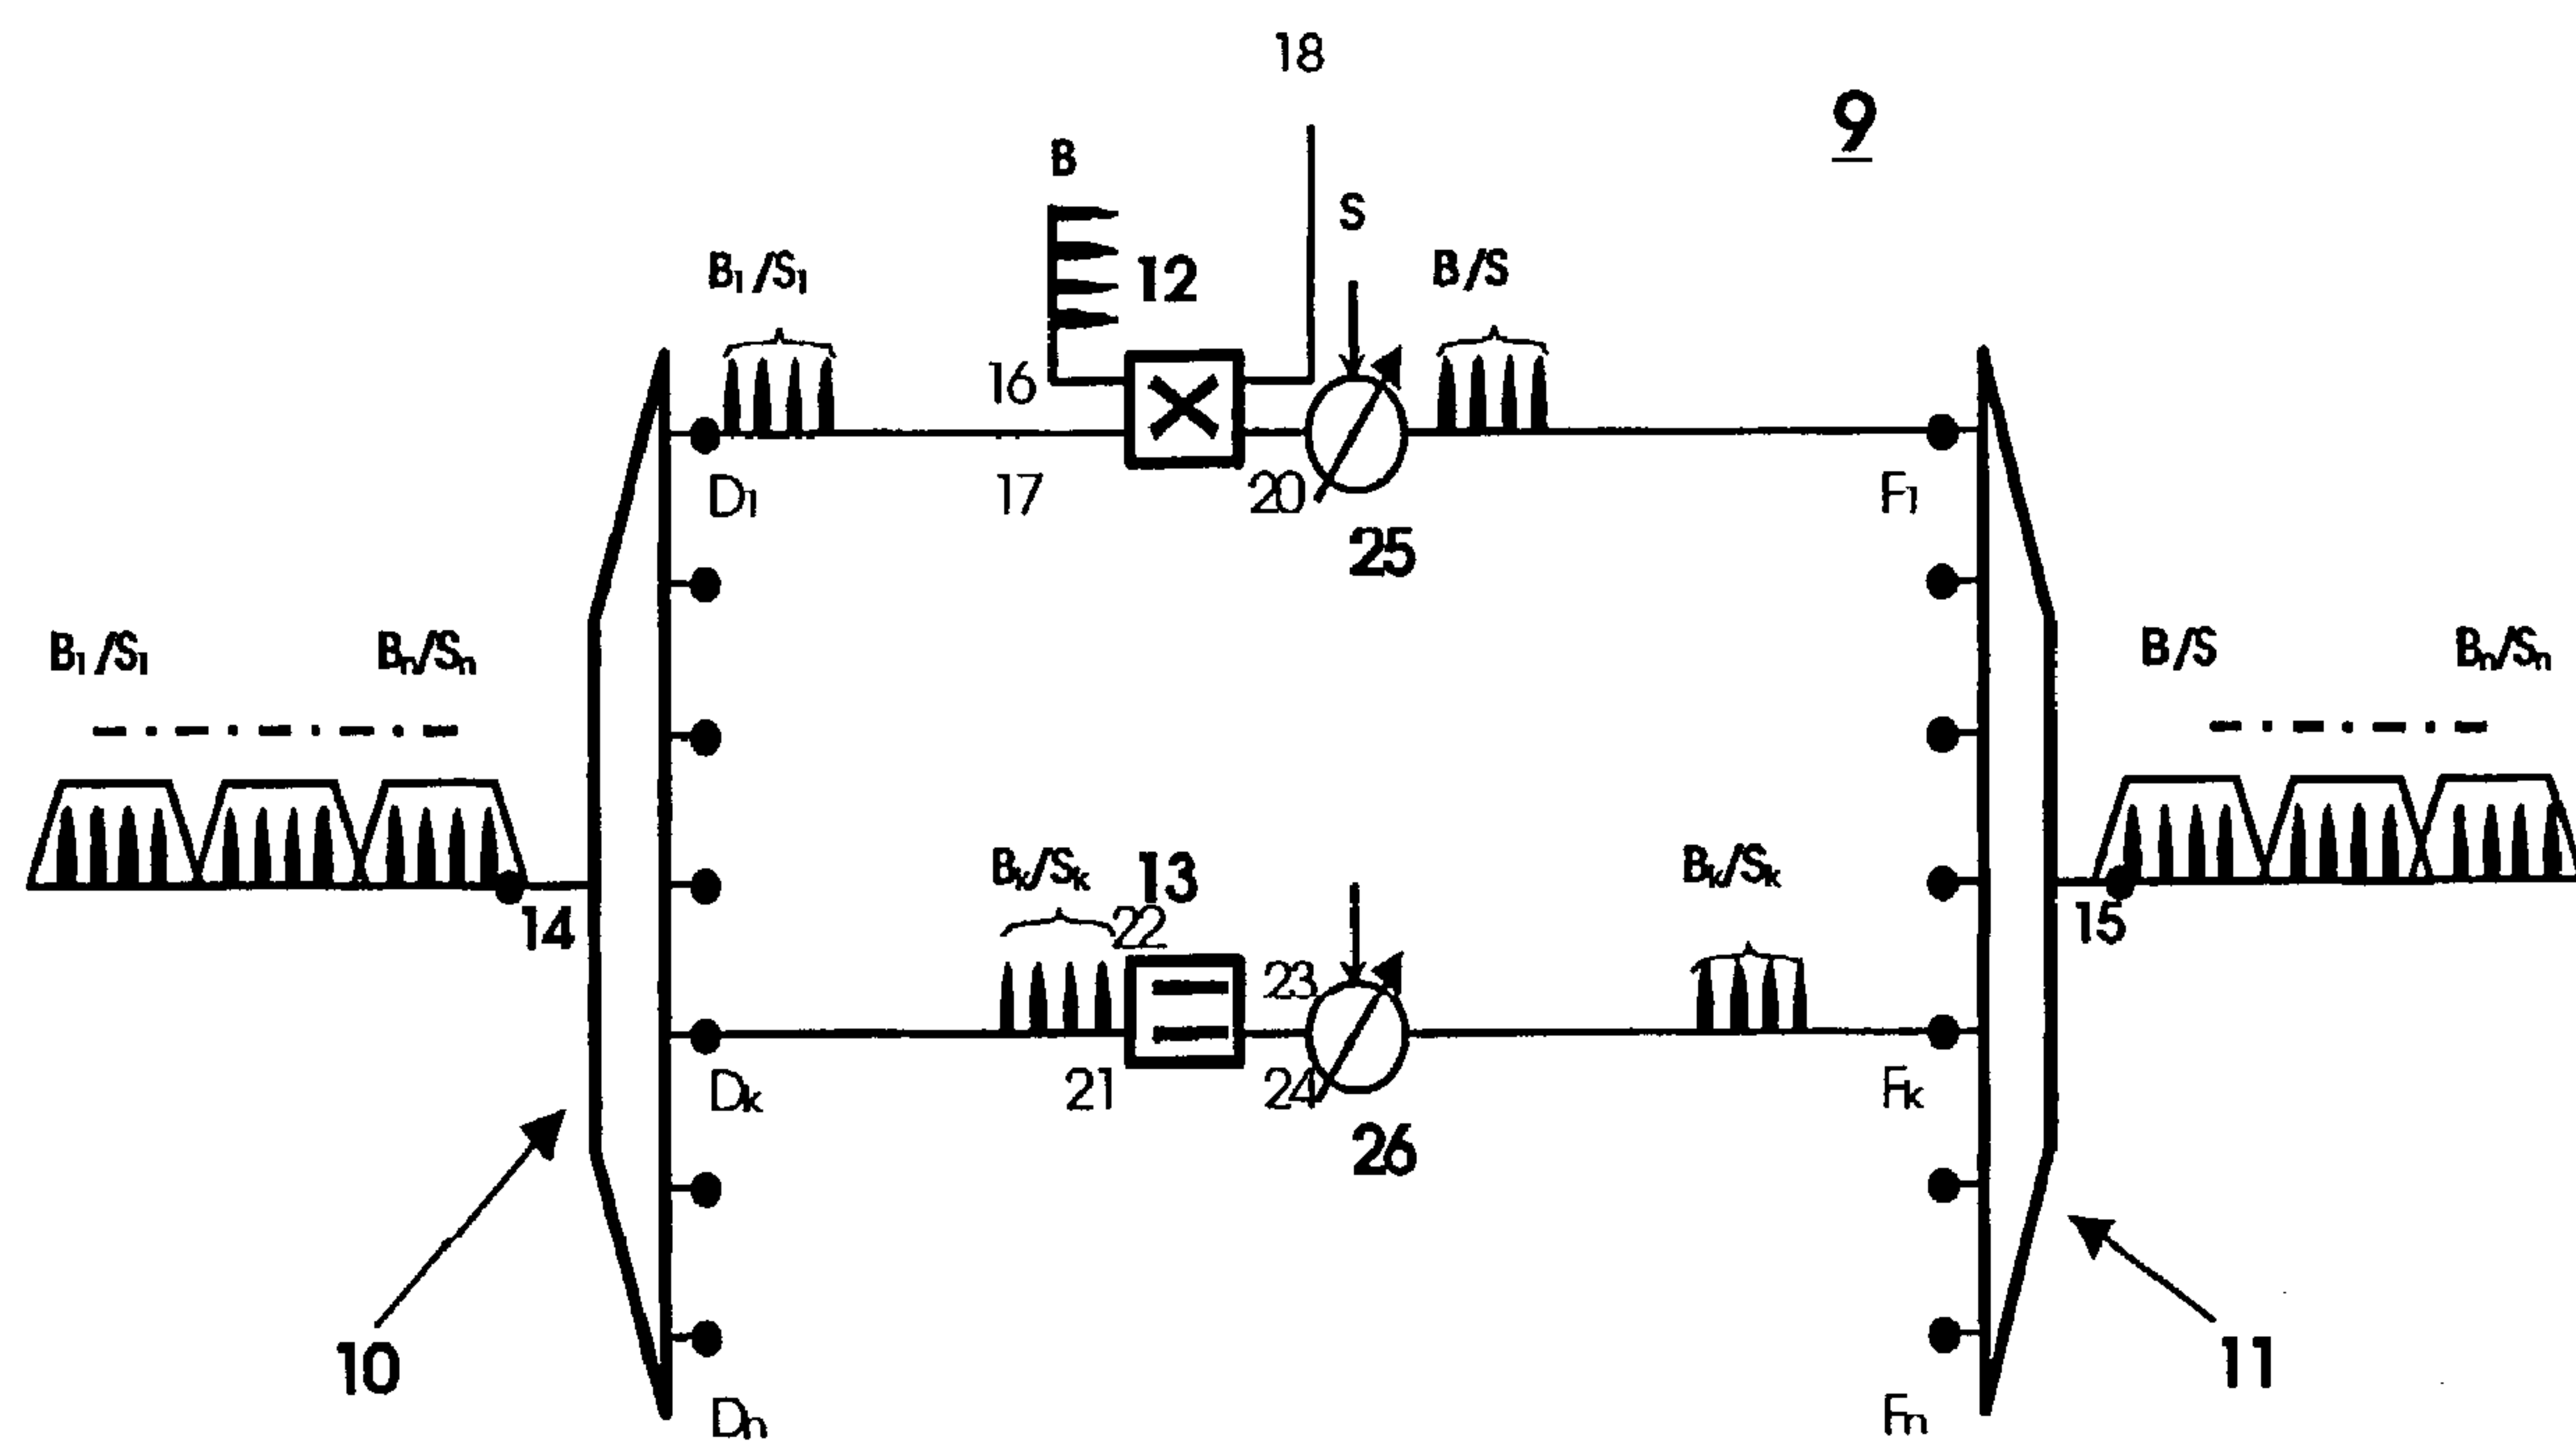 18
9
B
S
B₁/S₁
12
B/S
16
17
20
D₁
F₁
25
B₁/S₁
Bₙ/Sₙ
B/S
Bₙ/Sₙ
Bₖ/Sₖ
13
Bₖ/Sₖ
22
14
15
23
21
24
Dₖ
Fₖ
26
10
11
Dₙ
Fₙ